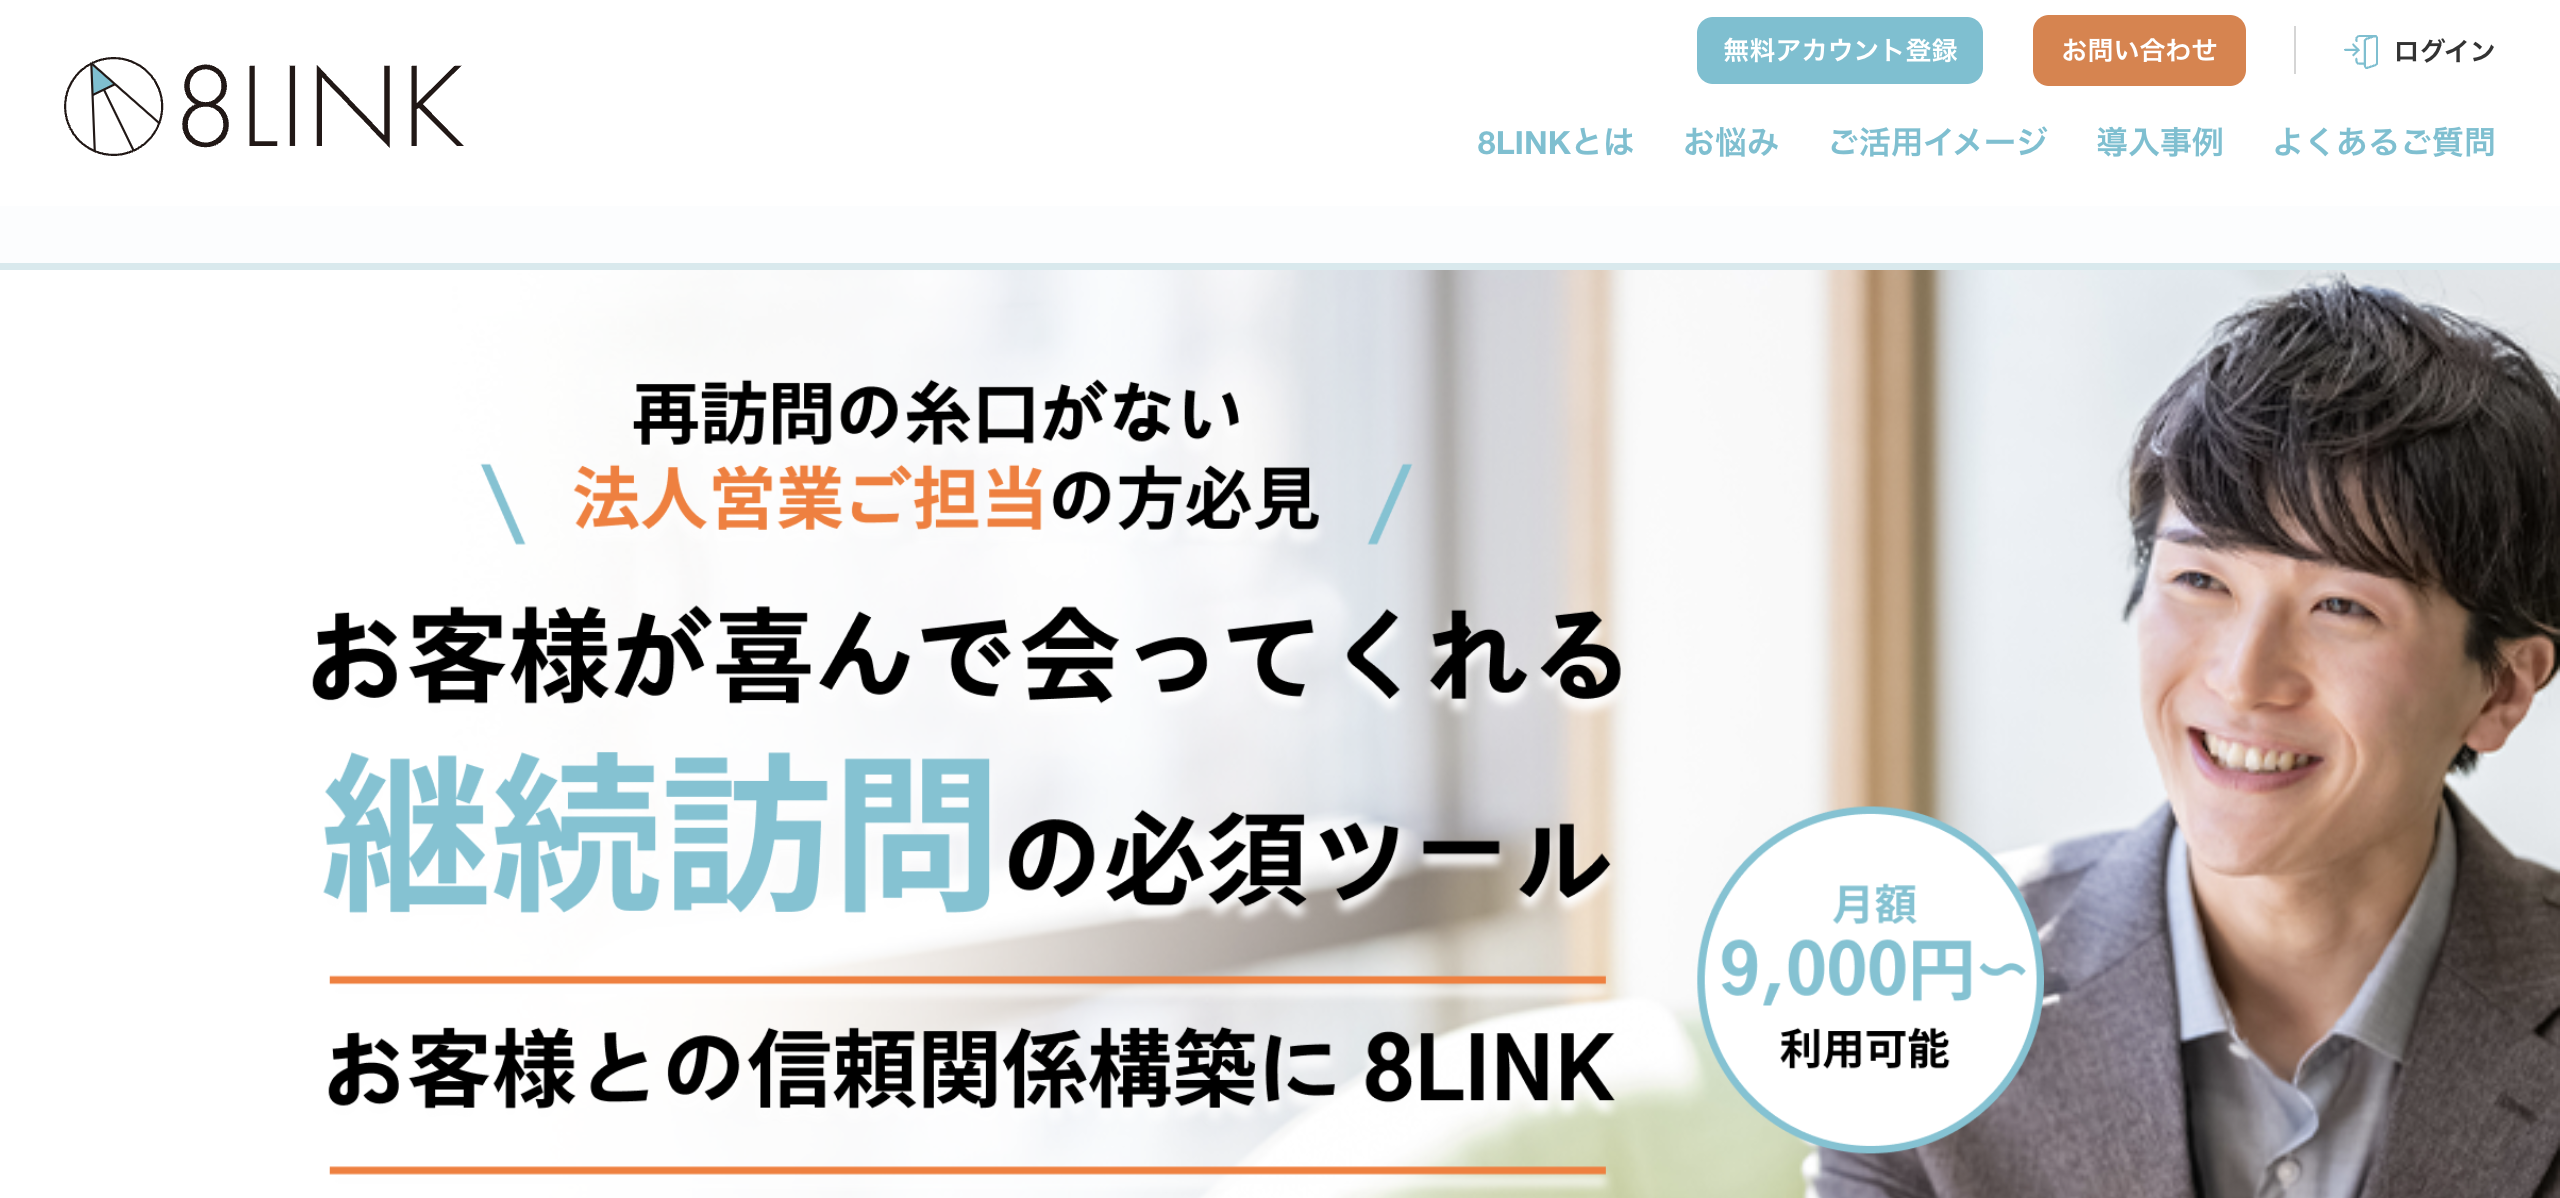 8LINK
無料アカウント登録
お問い合わせ
ログイン
8LINKとは
お悩み
ご活用イメージ
導入事例
よくあるご質問
再訪問の糸口がない
法人営業ご担当の方必見
お客様が喜んで会ってくれる
継続訪問の必須ツール
お客様との信頼関係構築に 8LINK
月額
9,000円〜
利用可能